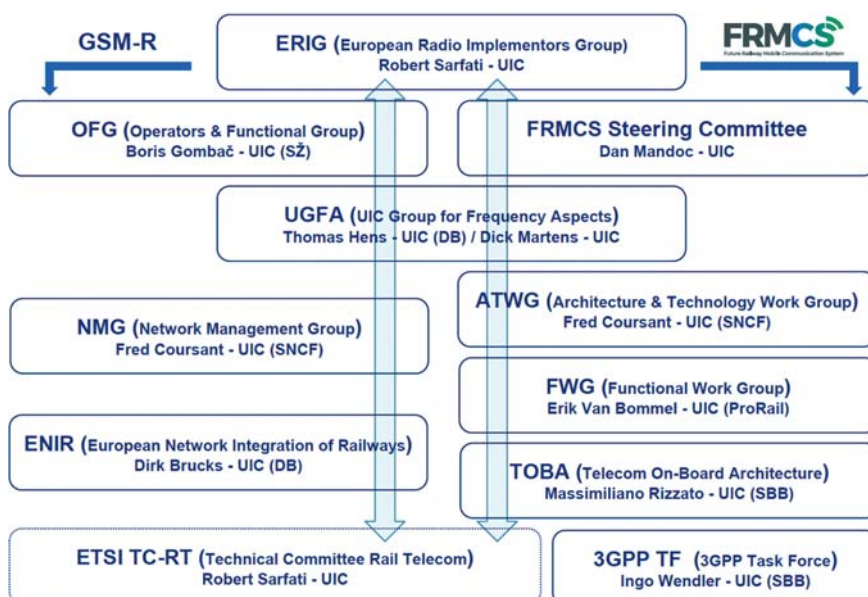 GSM-R
ERIG (European Radio Implementors Group)
Robert Sarfati - UIC
FRMCS
Future Railway Mobile Communication System
OFG (Operators & Functional Group)
Boris Gombač - UIC (SŽ)
FRMCS Steering Committee
Dan Mandoc - UIC
UGFA (UIC Group for Frequency Aspects)
Thomas Hens - UIC (DB) / Dick Martens - UIC
NMG (Network Management Group)
Fred Coursant - UIC (SNCF)
ATWG (Architecture & Technology Work Group)
Fred Coursant - UIC (SNCF)
FWG (Functional Work Group)
Erik Van Bommel - UIC (ProRail)
ENIR (European Network Integration of Railways)
Dirk Brucks - UIC (DB)
TOBA (Telecom On-Board Architecture)
Massimiliano Rizzato - UIC (SBB)
ETSI TC-RT (Technical Committee Rail Telecom)
Robert Sarfati - UIC
3GPP TF (3GPP Task Force)
Ingo Wendler - UIC (SBB)